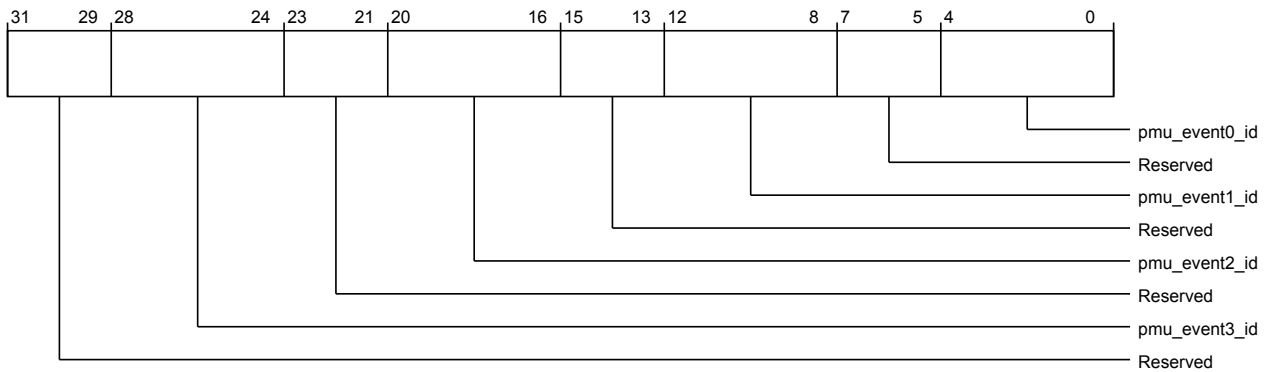 31 29 28 24 23 21 20 16 15 13 12 8 7 5 4 0
pmu_event0_id
Reserved
pmu_event1_id
Reserved
pmu_event2_id
Reserved
pmu_event3_id
Reserved